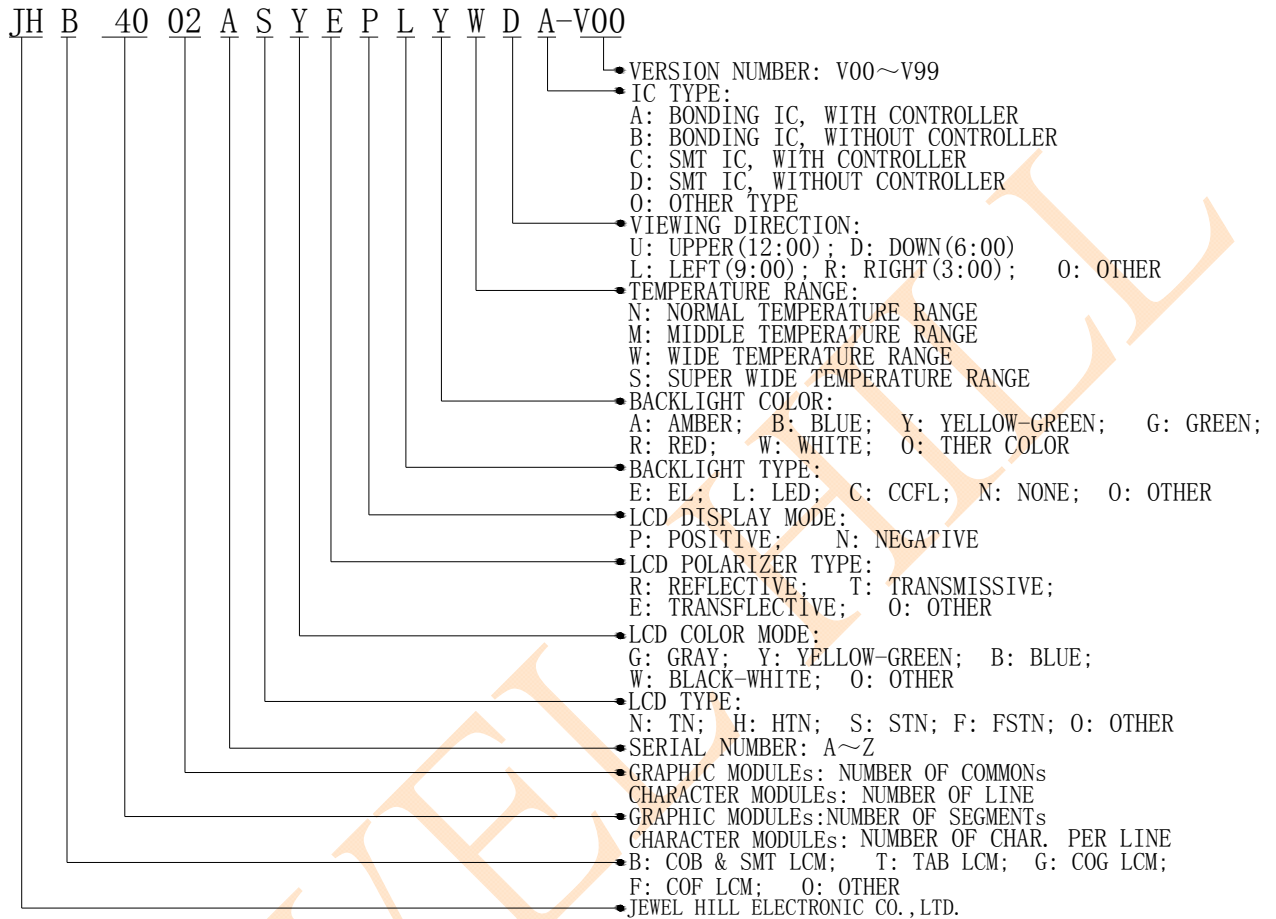 JH B 40 02 A S Y E P L Y W D A-V00
VERSION NUMBER: V00～V99
IC TYPE:
A: BONDING IC, WITH CONTROLLER
B: BONDING IC, WITHOUT CONTROLLER
C: SMT IC, WITH CONTROLLER
D: SMT IC, WITHOUT CONTROLLER
O: OTHER TYPE
VIEWING DIRECTION:
U: UPPER(12:00); D: DOWN(6:00)
L: LEFT(9:00); R: RIGHT(3:00); O: OTHER
TEMPERATURE RANGE:
N: NORMAL TEMPERATURE RANGE
M: MIDDLE TEMPERATURE RANGE
W: WIDE TEMPERATURE RANGE
S: SUPER WIDE TEMPERATURE RANGE
BACKLIGHT COLOR:
A: AMBER; B: BLUE; Y: YELLOW-GREEN; G: GREEN;
R: RED; W: WHITE; O: THER COLOR
BACKLIGHT TYPE:
E: EL; L: LED; C: CCFL; N: NONE; O: OTHER
LCD DISPLAY MODE:
P: POSITIVE; N: NEGATIVE
LCD POLARIZER TYPE:
R: REFLECTIVE; T: TRANSMISSIVE;
E: TRANSFLECTIVE; O: OTHER
LCD COLOR MODE:
G: GRAY; Y: YELLOW-GREEN; B: BLUE;
W: BLACK-WHITE; O: OTHER
LCD TYPE:
N: TN; H: HTN; S: STN; F: FSTN; O: OTHER
SERIAL NUMBER: A～Z
GRAPHIC MODULEs: NUMBER OF COMMONs
CHARACTER MODULEs: NUMBER OF LINE
GRAPHIC MODULEs:NUMBER OF SEGMENTs
CHARACTER MODULEs: NUMBER OF CHAR. PER LINE
B: COB & SMT LCM; T: TAB LCM; G: COG LCM;
F: COF LCM; O: OTHER
JEWEL HILL ELECTRONIC CO.,LTD.
WEL HILL